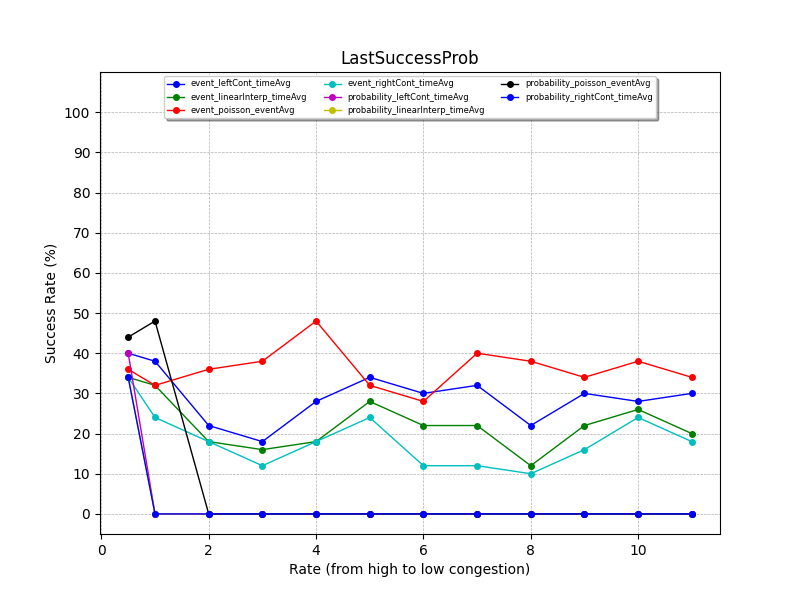 LastSuccessProb
event_leftCont_timeAvg
event_linearInterp_timeAvg
event_poisson_eventAvg
event_rightCont_timeAvg
probability_leftCont_timeAvg
probability_linearInterp_timeAvg
probability_poisson_eventAvg
probability_rightCont_timeAvg
Success Rate (%)
100
90
80
70
60
50
40
30
20
10
0
0 2 4 6 8 10
Rate (from high to low congestion)